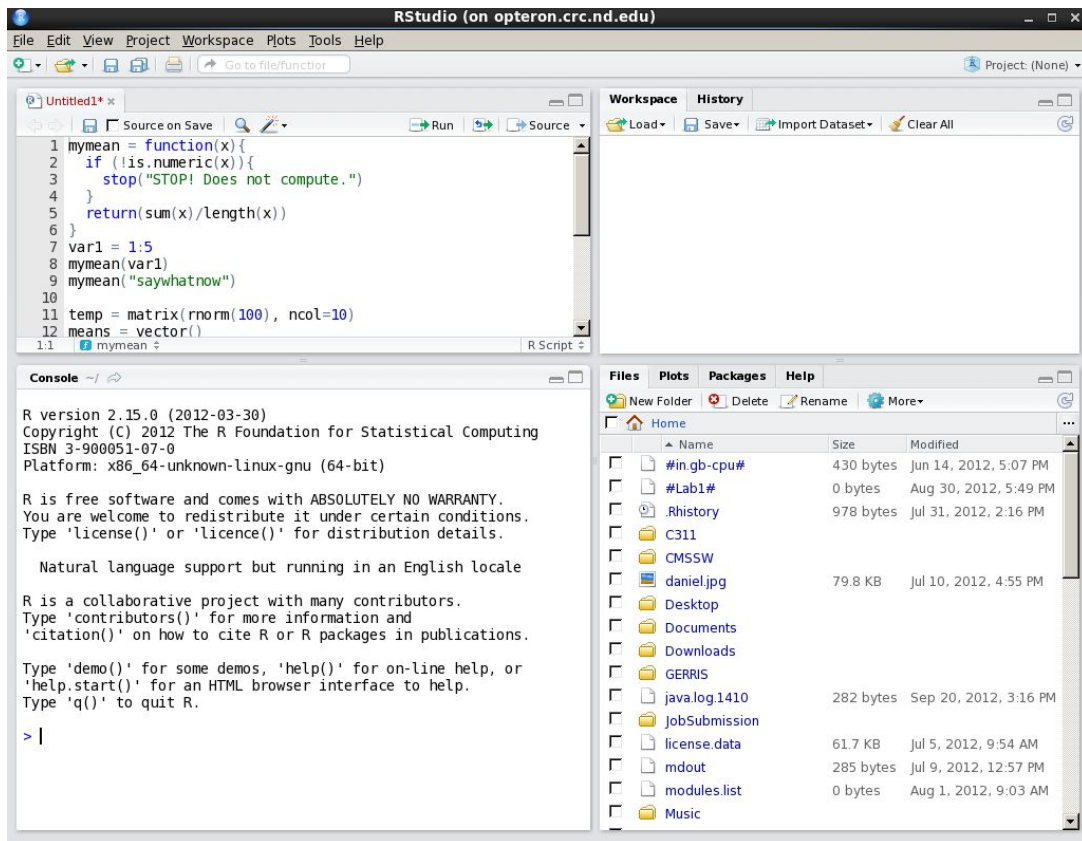 RStudio (on opteron.crc.nd.edu)
File Edit View Project Workspace Plots Tools Help
Go to file/function Project: (None)
Untitled1*
Source on Save Run Source
1 mymean = function(x){
2 if (!is.numeric(x)){
3 stop("STOP! Does not compute.")
4 }
5 return(sum(x)/length(x))
6 }
7 var1 = 1:5
8 mymean(var1)
9 mymean("saywhatnow")
10
11 temp = matrix(rnorm(100), ncol=10)
12 means = vector()
1:1 mymean R Script
Workspace History
Load Save Import Dataset Clear All
Console ~/
R version 2.15.0 (2012-03-30)
Copyright (C) 2012 The R Foundation for Statistical Computing
ISBN 3-900051-07-0
Platform: x86_64-unknown-linux-gnu (64-bit)
R is free software and comes with ABSOLUTELY NO WARRANTY.
You are welcome to redistribute it under certain conditions.
Type 'license()' or 'licence()' for distribution details.
Natural language support but running in an English locale
R is a collaborative project with many contributors.
Type 'contributors()' for more information and
'citation()' on how to cite R or R packages in publications.
Type 'demo()' for some demos, 'help()' for on-line help, or
'help.start()' for an HTML browser interface to help.
Type 'q()' to quit R.
>
Files Plots Packages Help
New Folder Delete Rename More
Home ...
Name Size Modified
#in.gb-cpu# 430 bytes Jun 14, 2012, 5:07 PM
#Lab1# 0 bytes Aug 30, 2012, 5:49 PM
.Rhistory 978 bytes Jul 31, 2012, 2:16 PM
C311
CMSSW
daniel.jpg 79.8 KB Jul 10, 2012, 4:55 PM
Desktop
Documents
Downloads
GERRIS
java.log.1410 282 bytes Sep 20, 2012, 3:16 PM
JobSubmission
license.data 61.7 KB Jul 5, 2012, 9:54 AM
mdout 285 bytes Jul 9, 2012, 12:57 PM
modules.list 0 bytes Aug 1, 2012, 9:03 AM
Music